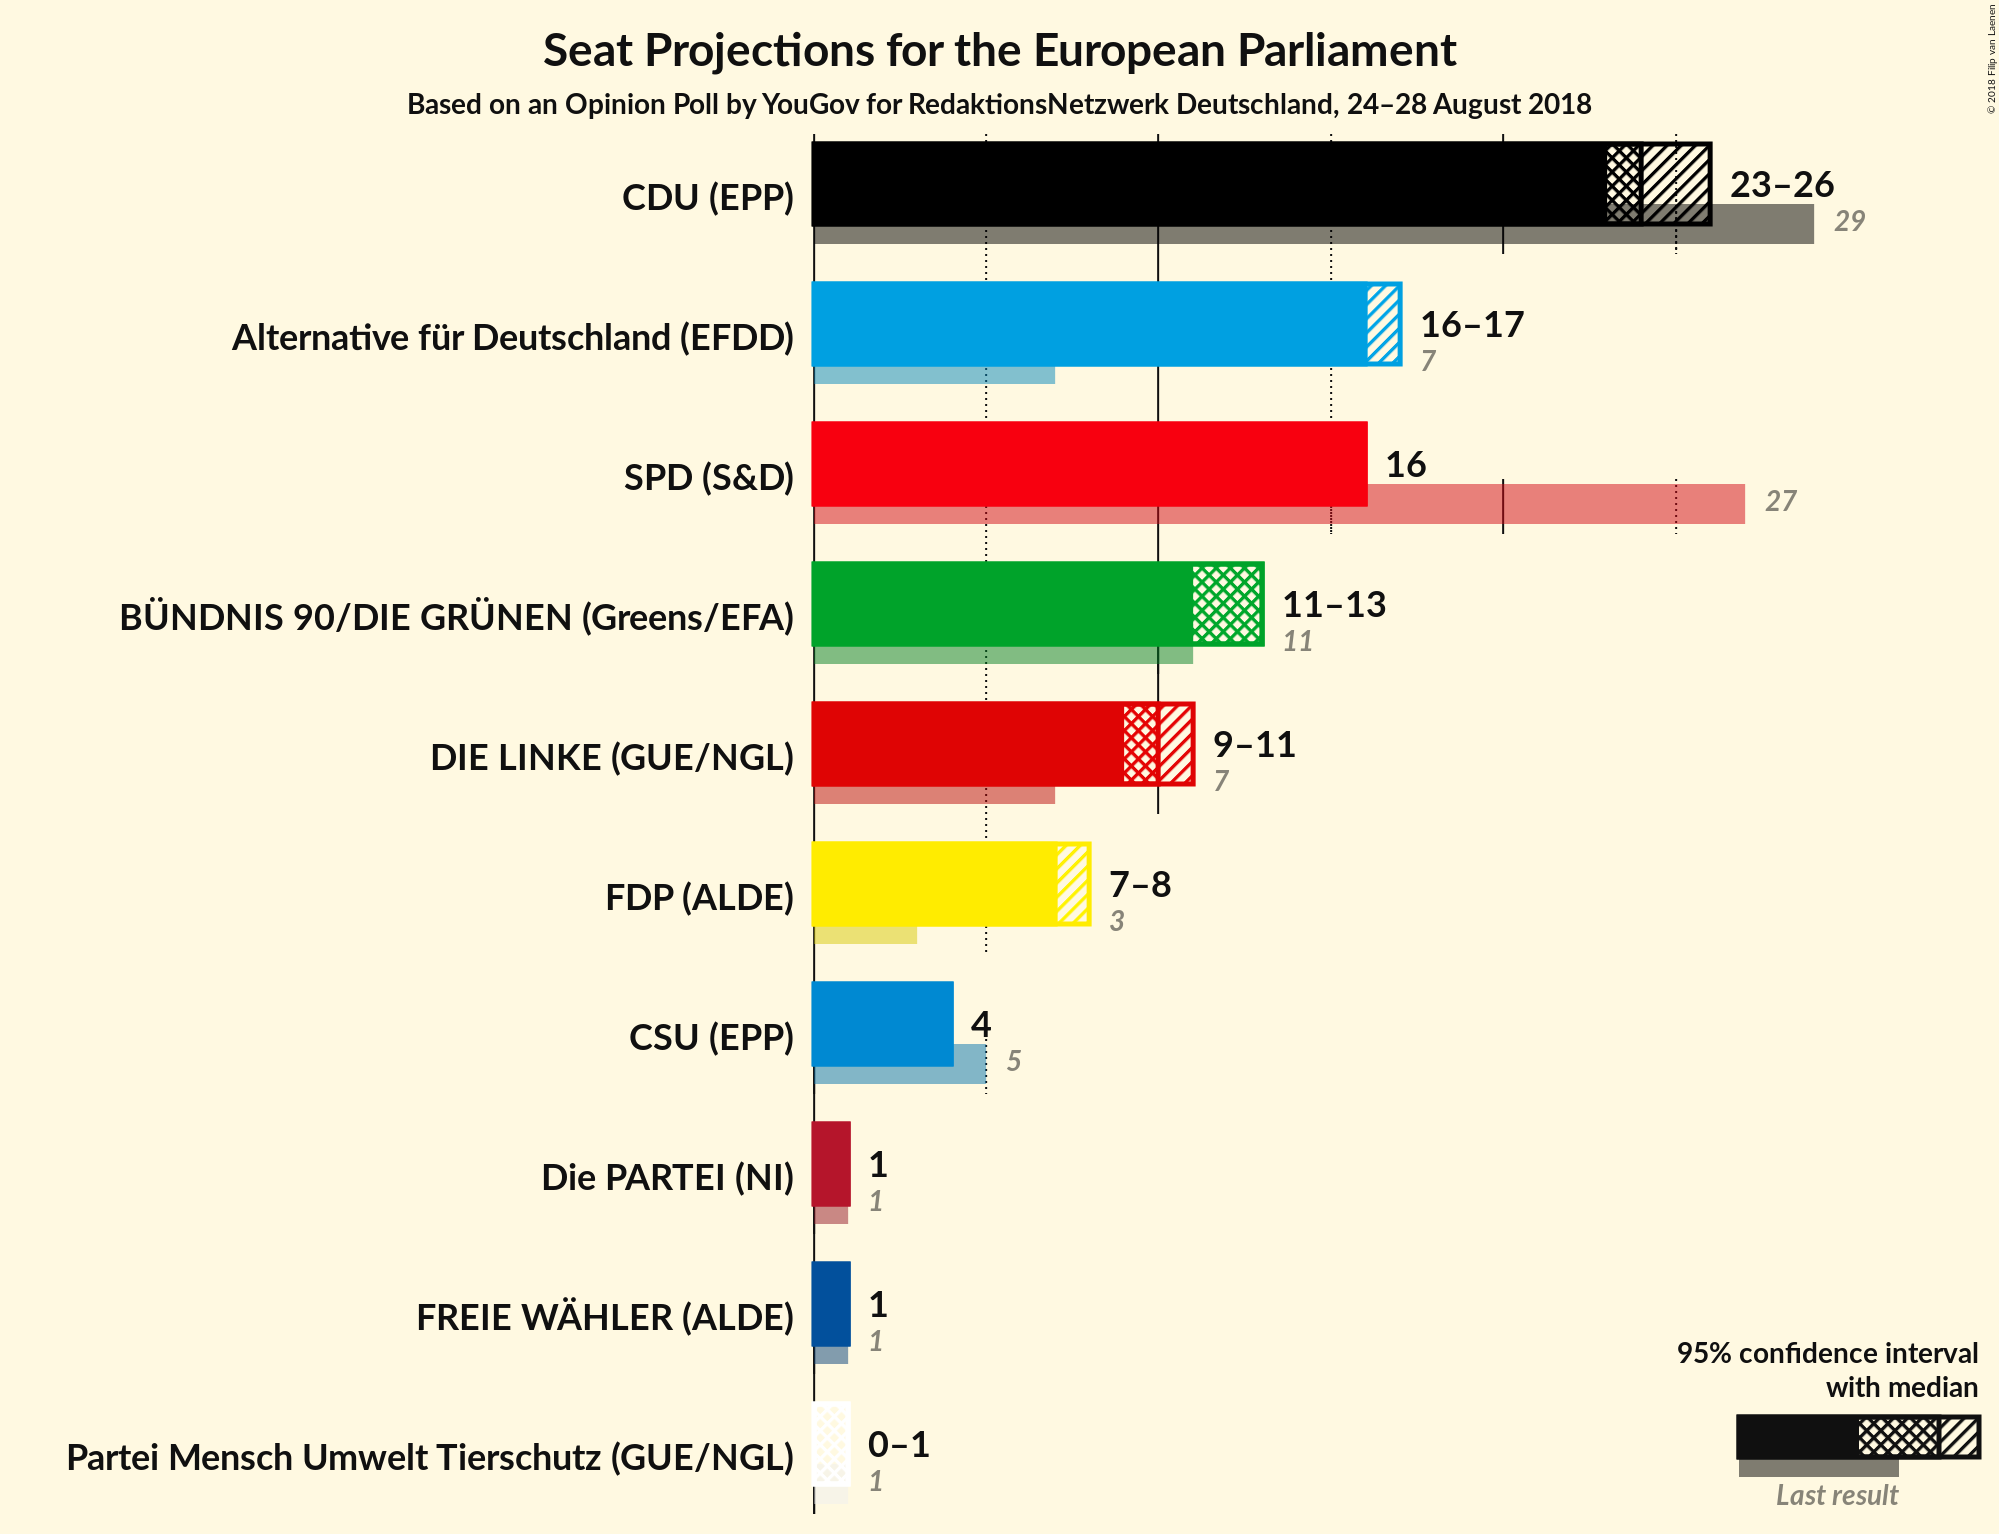 Seat Projections for the European Parliament
Based on an Opinion Poll by YouGov for RedaktionsNetzwerk Deutschland, 24–28 August 2018
© 2018 Filip van Laenen
CDU (EPP)
23–26
29
Alternative für Deutschland (EFDD)
16–17
7
SPD (S&D)
16
27
BÜNDNIS 90/DIE GRÜNEN (Greens/EFA)
11–13
11
DIE LINKE (GUE/NGL)
9–11
7
FDP (ALDE)
7–8
3
CSU (EPP)
4
5
Die PARTEI (NI)
1
1
FREIE WÄHLER (ALDE)
1
1
Partei Mensch Umwelt Tierschutz (GUE/NGL)
0–1
1
95% confidence interval
with median
Last result